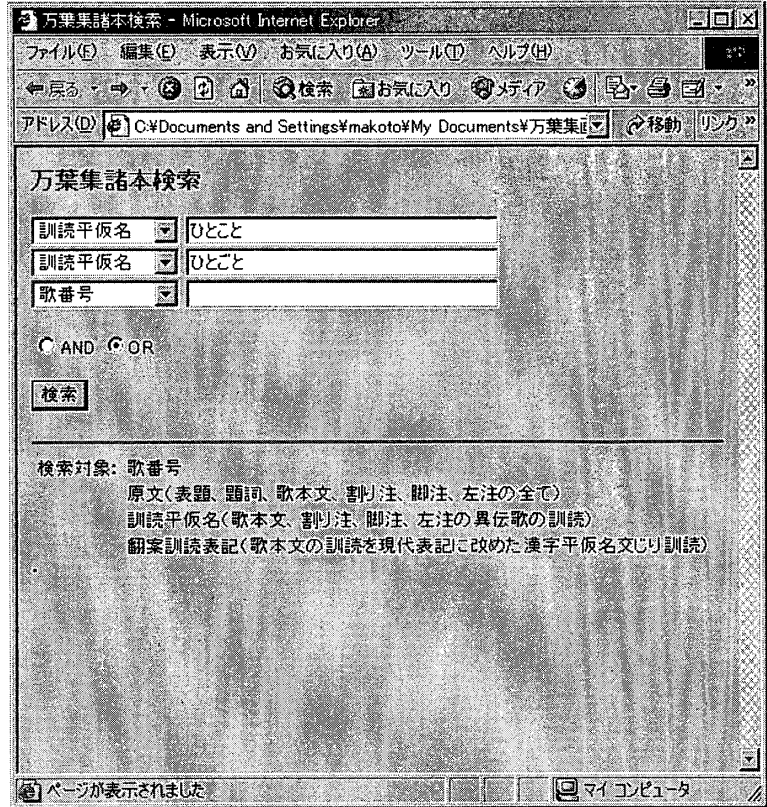 万葉集諸本検索 - Microsoft Internet Explorer
ファイル(F) 編集(E) 表示(V) お気に入り(A) ツール(T) ヘルプ(H)
戻る 検索 お気に入り メディア »
アドレス(D) C:¥Documents and Settings¥makoto¥My Documents¥万葉集 移動 リンク »
万葉集諸本検索
訓読平仮名 ひとこと
訓読平仮名 ひとごと
歌番号
AND OR
検索
検索対象: 歌番号
原文(表題、題詞、歌本文、割り注、脚注、左注の全て)
訓読平仮名(歌本文、割り注、脚注、左注の異伝歌の訓読)
翻案訓読表記(歌本文の訓読を現代表記に改めた漢字平仮名交じり訓読)
ページが表示されました マイ コンピュータ